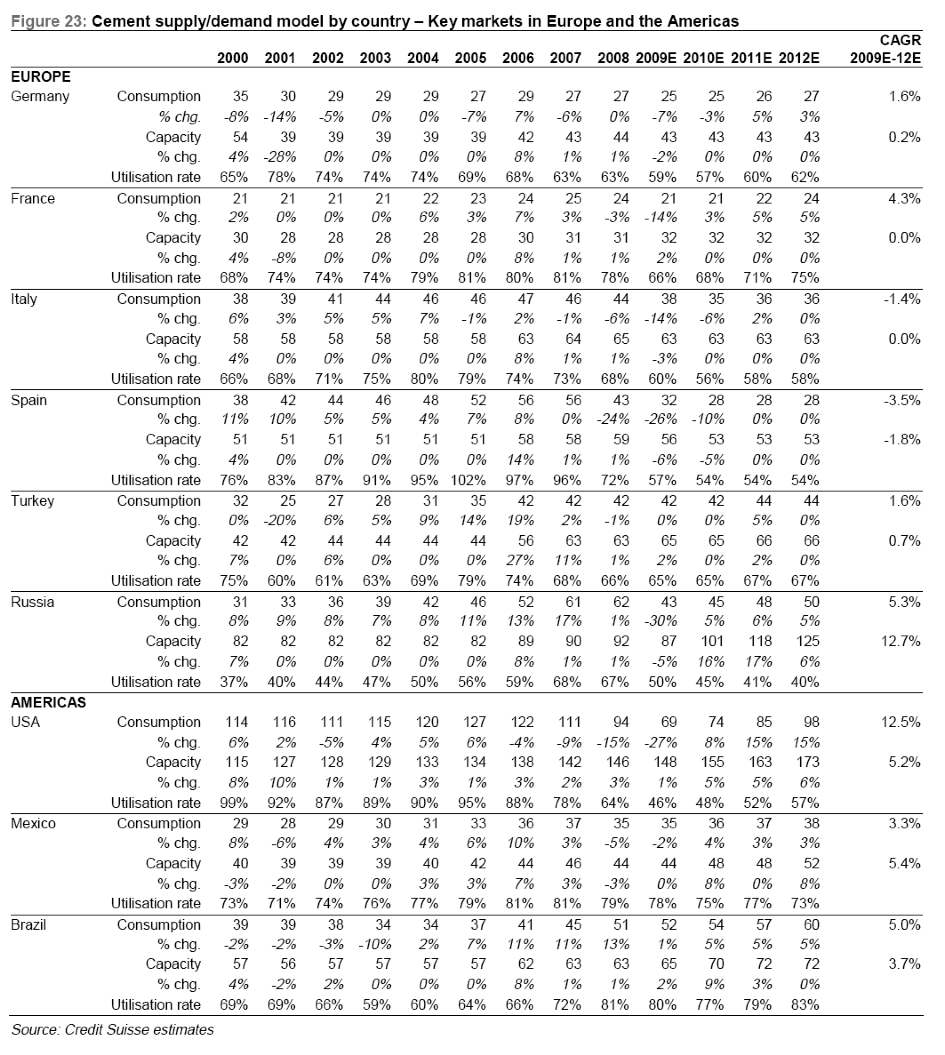 Figure 23: Cement supply/demand model by country – Key markets in Europe and the Americas
CAGR
2000 2001 2002 2003 2004 2005 2006 2007 2008 2009E 2010E 2011E 2012E 2009E-12E
EUROPE
Germany Consumption 35 30 29 29 29 27 29 27 27 25 25 26 27 1.6%
% chg. -8% -14% -5% 0% 0% -7% 7% -6% 0% -7% -3% 5% 3%
Capacity 54 39 39 39 39 39 42 43 44 43 43 43 43 0.2%
% chg. 4% -28% 0% 0% 0% 0% 8% 1% 1% -2% 0% 0% 0%
Utilisation rate 65% 78% 74% 74% 74% 69% 68% 63% 63% 59% 57% 60% 62%
France Consumption 21 21 21 21 22 23 24 25 24 21 21 22 24 4.3%
% chg. 2% 0% 0% 0% 6% 3% 7% 3% -3% -14% 3% 5% 5%
Capacity 30 28 28 28 28 28 30 31 31 32 32 32 32 0.0%
% chg. 4% -8% 0% 0% 0% 0% 8% 1% 1% 2% 0% 0% 0%
Utilisation rate 68% 74% 74% 74% 79% 81% 80% 81% 78% 66% 68% 71% 75%
Italy Consumption 38 39 41 44 46 46 47 46 44 38 35 36 36 -1.4%
% chg. 6% 3% 5% 5% 7% -1% 2% -1% -6% -14% -6% 2% 0%
Capacity 58 58 58 58 58 58 63 64 65 63 63 63 63 0.0%
% chg. 4% 0% 0% 0% 0% 0% 8% 1% 1% -3% 0% 0% 0%
Utilisation rate 66% 68% 71% 75% 80% 79% 74% 73% 68% 60% 56% 58% 58%
Spain Consumption 38 42 44 46 48 52 56 56 43 32 28 28 28 -3.5%
% chg. 11% 10% 5% 5% 4% 7% 8% 0% -24% -26% -10% 0% 0%
Capacity 51 51 51 51 51 51 58 58 59 56 53 53 53 -1.8%
% chg. 4% 0% 0% 0% 0% 0% 14% 1% 1% -6% -5% 0% 0%
Utilisation rate 76% 83% 87% 91% 95% 102% 97% 96% 72% 57% 54% 54% 54%
Turkey Consumption 32 25 27 28 31 35 42 42 42 42 42 44 44 1.6%
% chg. 0% -20% 6% 5% 9% 14% 19% 2% -1% 0% 0% 5% 0%
Capacity 42 42 44 44 44 44 56 63 63 65 65 66 66 0.7%
% chg. 7% 0% 6% 0% 0% 0% 27% 11% 1% 2% 0% 2% 0%
Utilisation rate 75% 60% 61% 63% 69% 79% 74% 68% 66% 65% 65% 67% 67%
Russia Consumption 31 33 36 39 42 46 52 61 62 43 45 48 50 5.3%
% chg. 8% 9% 8% 7% 8% 11% 13% 17% 1% -30% 5% 6% 5%
Capacity 82 82 82 82 82 82 89 90 92 87 101 118 125 12.7%
% chg. 7% 0% 0% 0% 0% 0% 8% 1% 1% -5% 16% 17% 6%
Utilisation rate 37% 40% 44% 47% 50% 56% 59% 68% 67% 50% 45% 41% 40%
AMERICAS
USA Consumption 114 116 111 115 120 127 122 111 94 69 74 85 98 12.5%
% chg. 6% 2% -5% 4% 5% 6% -4% -9% -15% -27% 8% 15% 15%
Capacity 115 127 128 129 133 134 138 142 146 148 155 163 173 5.2%
% chg. 8% 10% 1% 1% 3% 1% 3% 2% 3% 1% 5% 5% 6%
Utilisation rate 99% 92% 87% 89% 90% 95% 88% 78% 64% 46% 48% 52% 57%
Mexico Consumption 29 28 29 30 31 33 36 37 35 35 36 37 38 3.3%
% chg. 8% -6% 4% 3% 4% 6% 10% 3% -5% -2% 4% 3% 3%
Capacity 40 39 39 39 40 42 44 46 44 44 48 48 52 5.4%
% chg. -3% -2% 0% 0% 3% 3% 7% 3% -3% 0% 8% 0% 8%
Utilisation rate 73% 71% 74% 76% 77% 79% 81% 81% 79% 78% 75% 77% 73%
Brazil Consumption 39 39 38 34 34 37 41 45 51 52 54 57 60 5.0%
% chg. -2% -2% -3% -10% 2% 7% 11% 11% 13% 1% 5% 5% 5%
Capacity 57 56 57 57 57 57 62 63 63 65 70 72 72 3.7%
% chg. 4% -2% 2% 0% 0% 0% 8% 1% 1% 2% 9% 3% 0%
Utilisation rate 69% 69% 66% 59% 60% 64% 66% 72% 81% 80% 77% 79% 83%
Source: Credit Suisse estimates